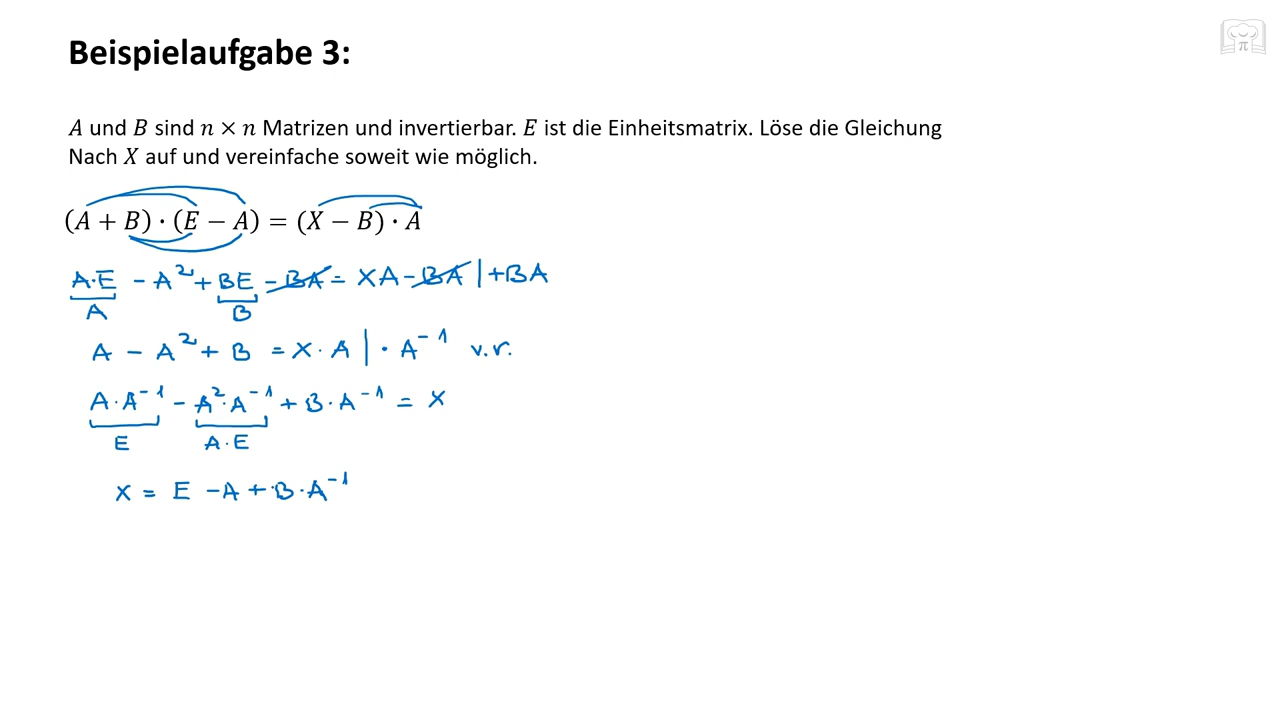 Beispielaufgabe 3:
A und B sind n × n Matrizen und invertierbar. E ist die Einheitsmatrix. Löse die Gleichung
Nach X auf und vereinfache soweit wie möglich.
(A + B) · (E − A) = (X − B) · A
A·E − A² + BE − BA = XA − BA | +BA
A B
A − A² + B = X · A | · A⁻¹ v.r.
A·A⁻¹ − A²·A⁻¹ + B·A⁻¹ = X
E A·E
X = E − A + B·A⁻¹
π